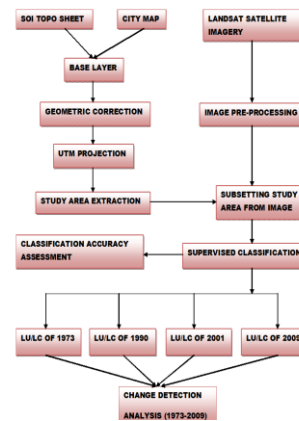 SOI TOPO SHEET
CITY MAP
LANDSAT SATELLITE
IMAGERY
BASE LAYER
GEOMETRIC CORRECTION
IMAGE PRE-PROCESSING
UTM PROJECTION
STUDY AREA EXTRACTION
SUBSETTING STUDY
AREA FROM IMAGE
CLASSIFICATION ACCURACY
ASSESSMENT
SUPERVISED CLASSIFICATION
LU/LC OF 1973
LU/LC OF 1990
LU/LC OF 2001
LU/LC OF 2009
CHANGE DETECTION
ANALYSIS (1973-2009)